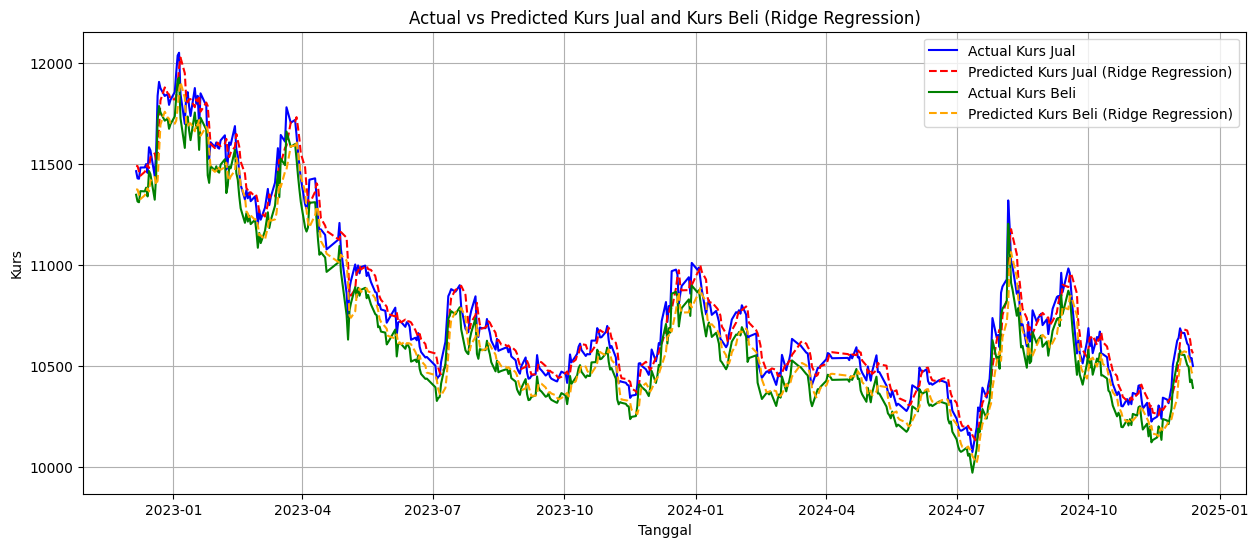 Actual vs Predicted Kurs Jual and Kurs Beli (Ridge Regression)
Actual Kurs Jual
Predicted Kurs Jual (Ridge Regression)
Actual Kurs Beli
Predicted Kurs Beli (Ridge Regression)
12000
11500
11000
10500
10000
Kurs
2023-01
2023-04
2023-07
2023-10
2024-01
2024-04
2024-07
2024-10
2025-01
Tanggal